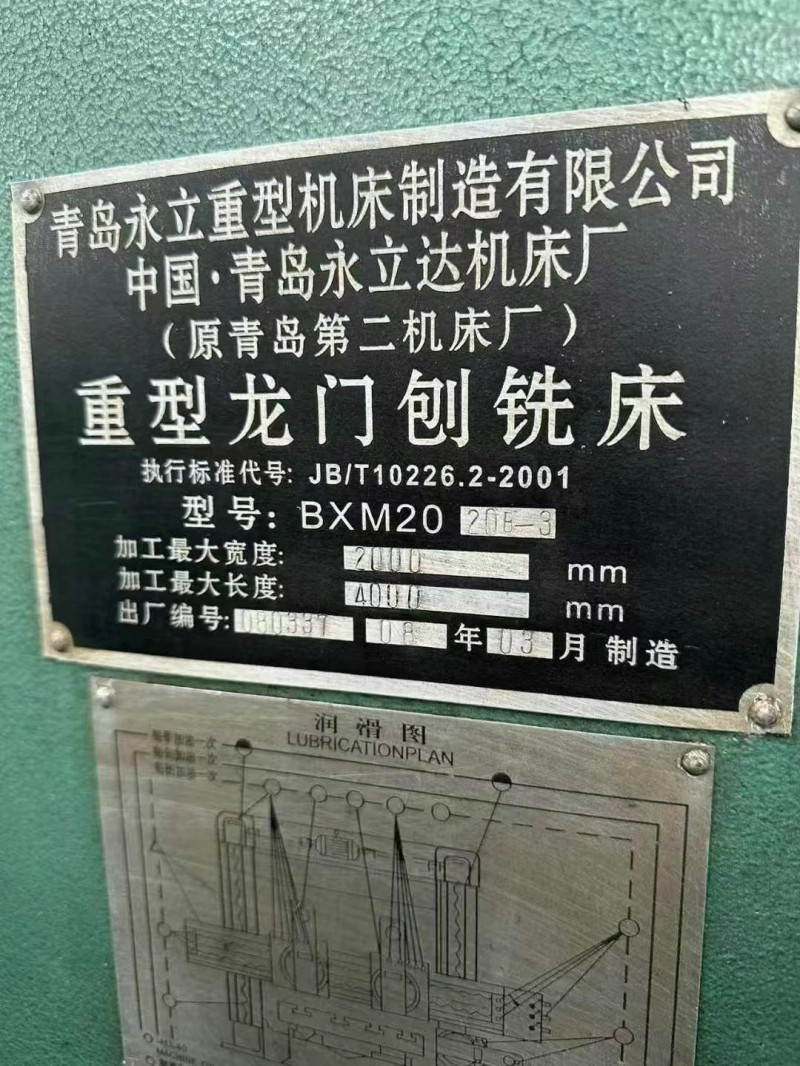 青岛永立重型机床制造有限公司
中国·青岛永立达机床厂
(原青岛第二机床厂)
重型龙门刨铣床
执行标准代号: JB/T10226.2-2001
型号: BXM20 20E-3
加工最大宽度: 2000 mm
加工最大长度: 4000 mm
出厂编号: 080337 08 年 03 月 制造
润滑图
LUBRICATIONPLAN